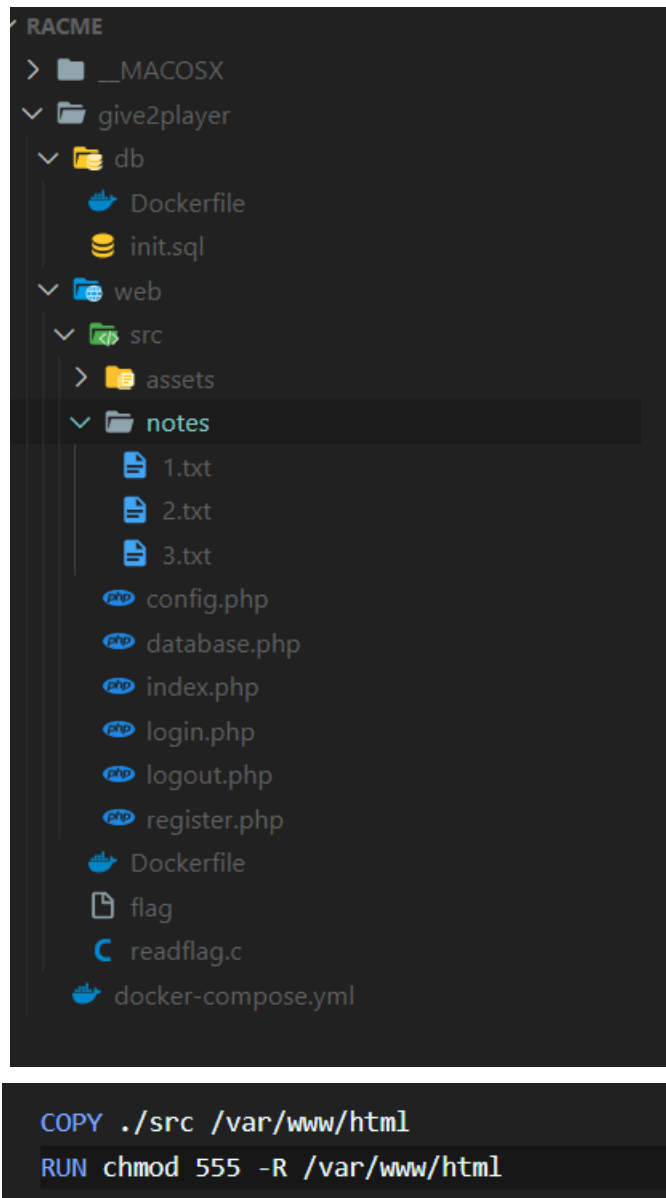 RACME
__MACOSX
give2player
db
Dockerfile
init.sql
web
src
assets
notes
1.txt
2.txt
3.txt
config.php
database.php
index.php
login.php
logout.php
register.php
Dockerfile
flag
readflag.c
docker-compose.yml
COPY ./src /var/www/html
RUN chmod 555 -R /var/www/html